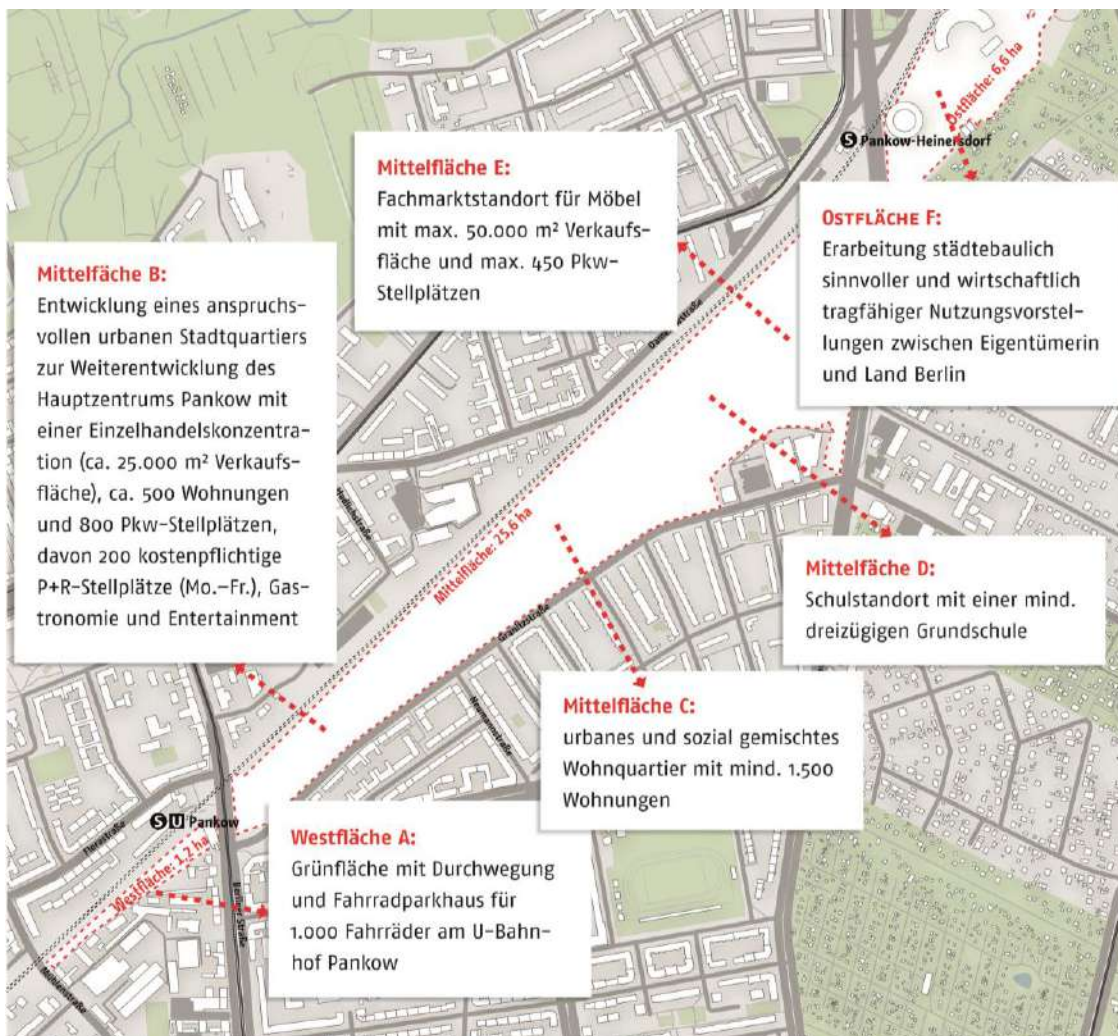 Ostfläche: 6,6 ha
S Pankow-Heinersdorf
Mittelfläche E:
Fachmarktstandort für Möbel
mit max. 50.000 m² Verkaufs-
fläche und max. 450 Pkw-
Stellplätzen
OSTFLÄCHE F:
Erarbeitung städtebaulich
sinnvoller und wirtschaftlich
tragfähiger Nutzungsvorstel-
lungen zwischen Eigentümerin
und Land Berlin
Mittelfäche B:
Entwicklung eines anspruchs-
vollen urbanen Stadtquartiers
zur Weiterentwicklung des
Hauptzentrums Pankow mit
einer Einzelhandelskonzentra-
tion (ca. 25.000 m² Verkaufs-
fläche), ca. 500 Wohnungen
und 800 Pkw-Stellplätzen,
davon 200 kostenpflichtige
P+R-Stellplätze (Mo.–Fr.), Gas-
tronomie und Entertainment
Mittelfläche: 25,6 ha
Granitzstraße
Mittelfläche D:
Schulstandort mit einer mind.
dreizügigen Grundschule
Mittelfläche C:
urbanes und sozial gemischtes
Wohnquartier mit mind. 1.500
Wohnungen
S U Pankow
Florastraße
Westfläche: 1,2 ha
Berliner Straße
Mühlenstraße
Westfläche A:
Grünfläche mit Durchwegung
und Fahrradparkhaus für
1.000 Fahrräder am U-Bahn-
hof Pankow